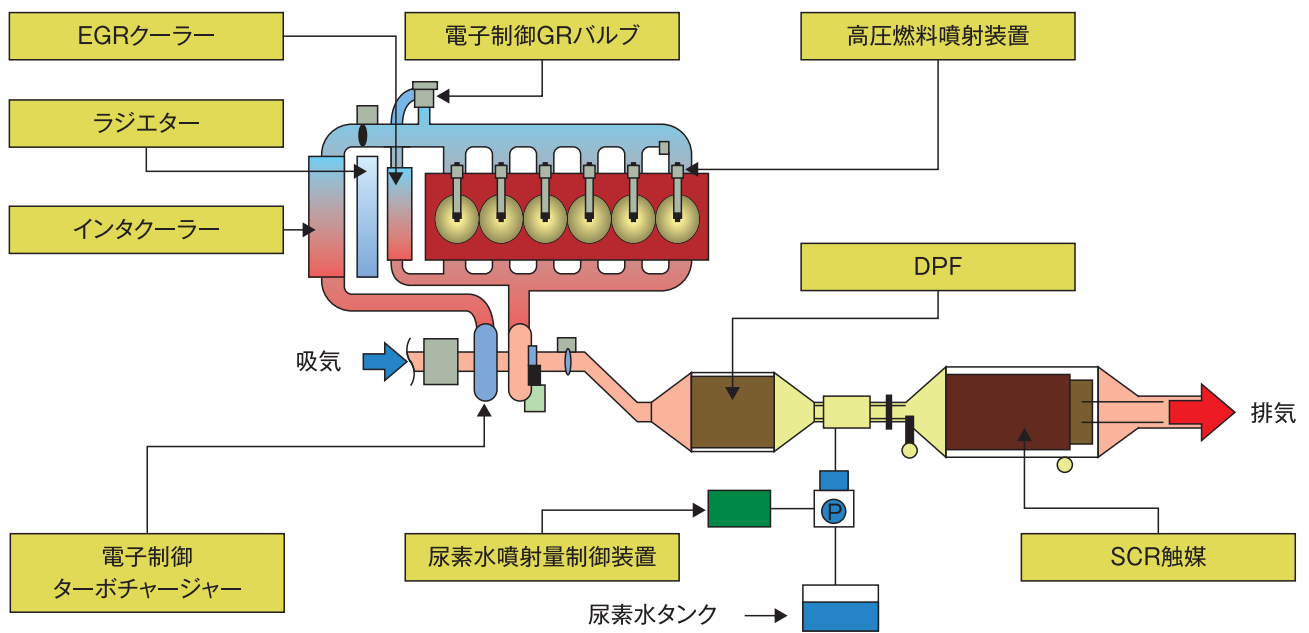 EGRクーラー
電子制御GRバルブ
高圧燃料噴射装置
ラジエター
インタクーラー
DPF
吸気
排気
P
電子制御
ターボチャージャー
尿素水噴射量制御装置
SCR触媒
尿素水タンク